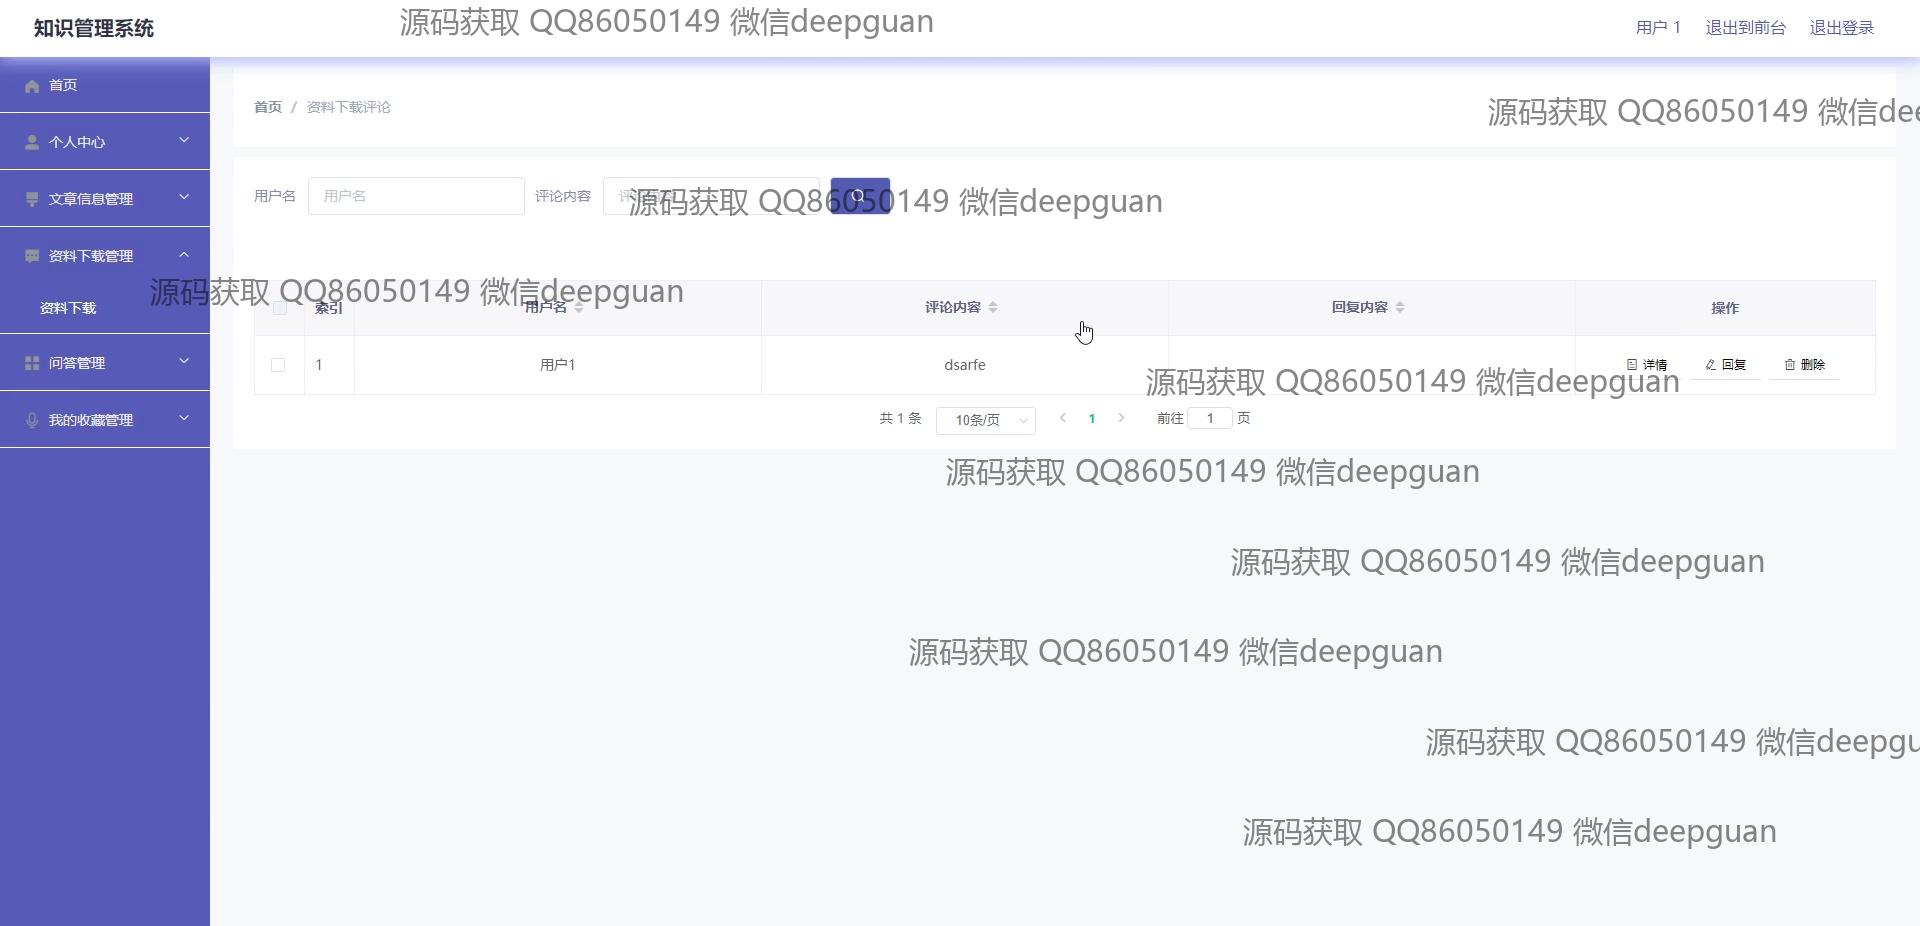 知识管理系统
源码获取 QQ86050149 微信deepguan
用户 1
退出到前台
退出登录
首页
个人中心
文章信息管理
资料下载管理
资料下载
问答管理
我的收藏管理
首页 / 资料下载评论
源码获取 QQ86050149 微信dee
用户名 用户名 评论内容
源码获取 QQ86050149 微信deepguan
源码获取 QQ86050149 微信deepguan
索引 用户名 评论内容 回复内容 操作
1 用户1 dsarfe 详情 回复 删除
源码获取 QQ86050149 微信deepguan
共 1 条 10条/页 1 前往 1 页
源码获取 QQ86050149 微信deepguan
源码获取 QQ86050149 微信deepguan
源码获取 QQ86050149 微信deepguan
源码获取 QQ86050149 微信deepgu
源码获取 QQ86050149 微信deepguan